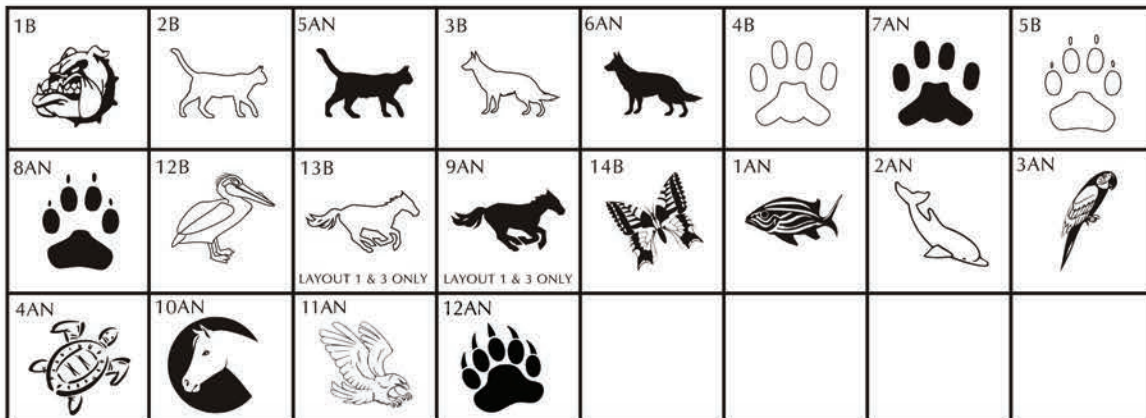 1B
2B
5AN
3B
6AN
4B
7AN
5B
8AN
12B
13B
LAYOUT 1 & 3 ONLY
9AN
LAYOUT 1 & 3 ONLY
14B
1AN
2AN
3AN
4AN
10AN
11AN
12AN